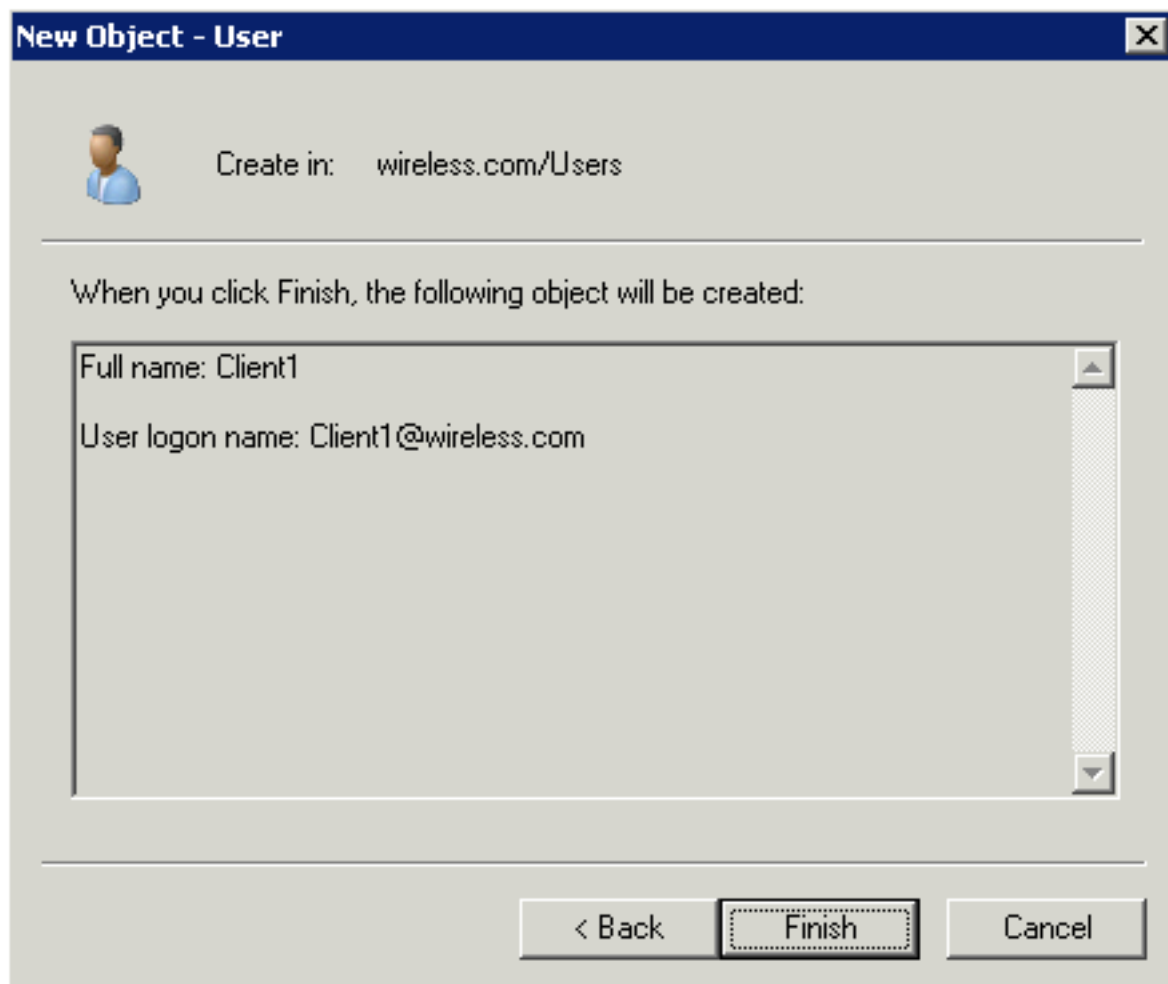 New Object - User
Create in: wireless.com/Users
When you click Finish, the following object will be created:
Full name: Client1
User logon name: Client1@wireless.com
< Back
Finish
Cancel